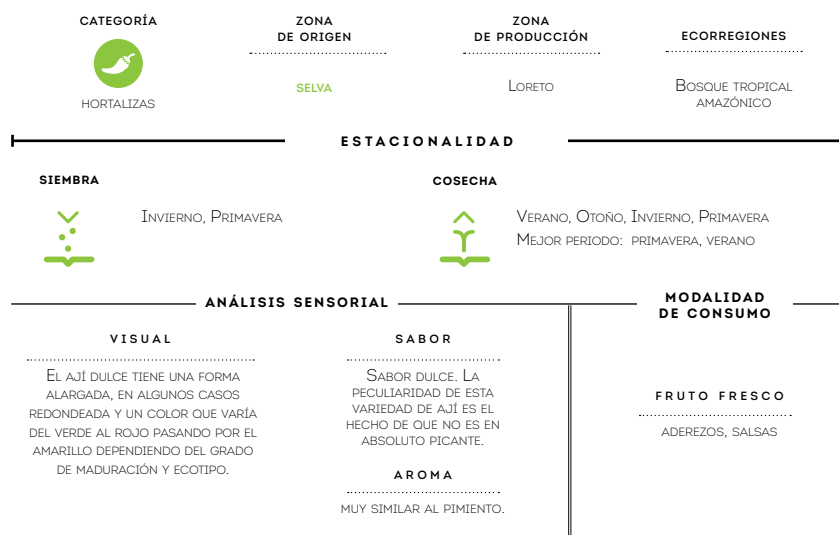 CATEGORÍA
HORTALIZAS
ZONA
DE ORIGEN
SELVA
ZONA
DE PRODUCCIÓN
LORETO
ECORREGIONES
BOSQUE TROPICAL
AMAZÓNICO
ESTACIONALIDAD
SIEMBRA
INVIERNO, PRIMAVERA
COSECHA
VERANO, OTOÑO, INVIERNO, PRIMAVERA
MEJOR PERIODO: PRIMAVERA, VERANO
ANÁLISIS SENSORIAL
VISUAL
EL AJÍ DULCE TIENE UNA FORMA
ALARGADA, EN ALGUNOS CASOS
REDONDEADA Y UN COLOR QUE VARÍA
DEL VERDE AL ROJO PASANDO POR EL
AMARILLO DEPENDIENDO DEL GRADO
DE MADURACIÓN Y ECOTIPO.
SABOR
SABOR DULCE. LA
PECULIARIDAD DE ESTA
VARIEDAD DE AJÍ ES EL
HECHO DE QUE NO ES EN
ABSOLUTO PICANTE.
AROMA
MUY SIMILAR AL PIMIENTO.
MODALIDAD
DE CONSUMO
FRUTO FRESCO
ADEREZOS, SALSAS